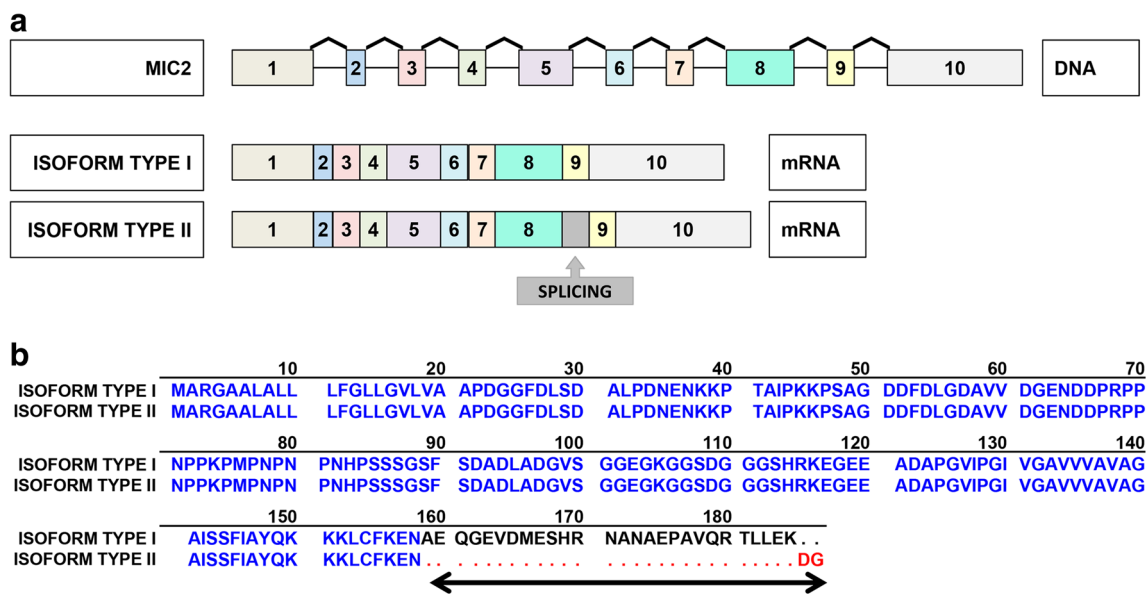 a
MIC2 1 2 3 4 5 6 7 8 9 10 DNA
ISOFORM TYPE I 1 2 3 4 5 6 7 8 9 10 mRNA
ISOFORM TYPE II 1 2 3 4 5 6 7 8 9 10 mRNA
SPLICING
b
10 20 30 40 50 60 70
ISOFORM TYPE I MARGAALALL LFGLLGVLVA APDGGFDLSD ALPDNENKKP TAIPKKPSAG DDFDLGDAVV DGENDDPRPP
ISOFORM TYPE II MARGAALALL LFGLLGVLVA APDGGFDLSD ALPDNENKKP TAIPKKPSAG DDFDLGDAVV DGENDDPRPP
80 90 100 110 120 130 140
ISOFORM TYPE I NPPKPMPNPN PNHPSSSGSF SDADLADGVS GGEGKGGSDG GGSHRKEGEE ADAPGVIPGI VGAVVVAVAG
ISOFORM TYPE II NPPKPMPNPN PNHPSSSGSF SDADLADGVS GGEGKGGSDG GGSHRKEGEE ADAPGVIPGI VGAVVVAVAG
150 160 170 180
ISOFORM TYPE I AISSFIAYQK KKLCFKENAE QGEVDMESHR NANAEPAVQR TLLEK. .
ISOFORM TYPE II AISSFIAYQK KKLCFKEN. . . . . . . . . . . . . . . . . . . . . . . . . . . DG